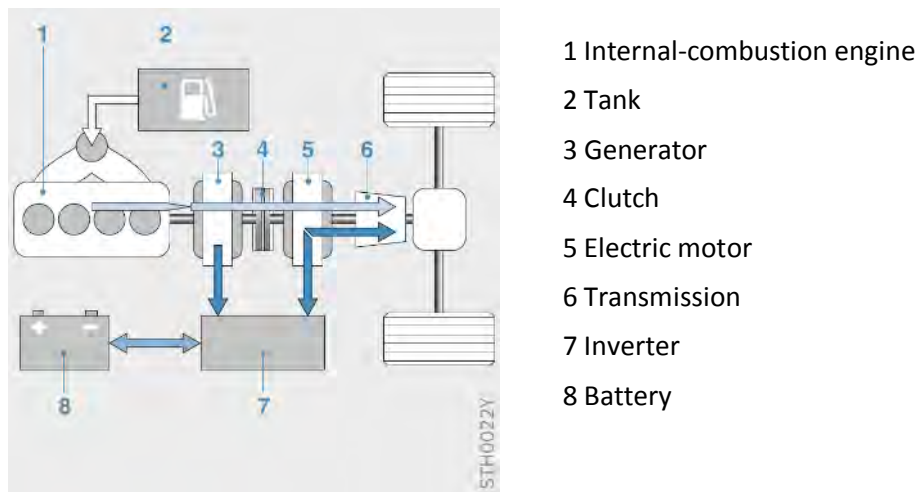 1
2
3
4
5
6
+
−
8
7
STH0022Y
1 Internal-combustion engine
2 Tank
3 Generator
4 Clutch
5 Electric motor
6 Transmission
7 Inverter
8 Battery